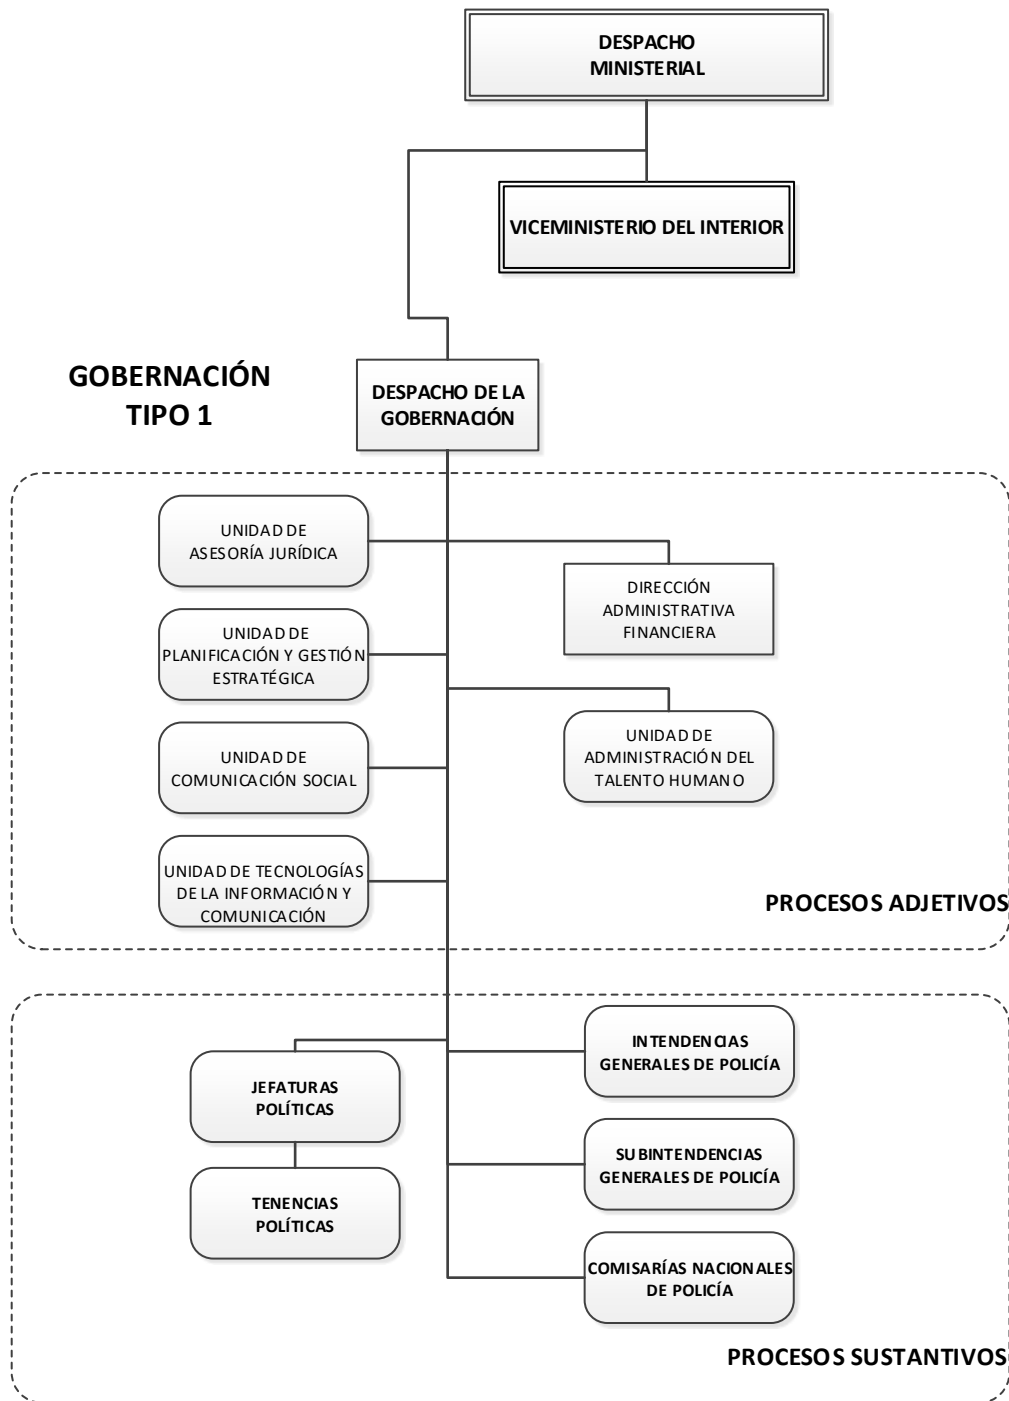 DESPACHO
MINISTERIAL
VICEMINISTERIO DEL INTERIOR
GOBERNACIÓN
TIPO 1
DESPACHO DE LA
GOBERNACIÓN
UNIDAD DE
ASESORÍA JURÍDICA
DIRECCIÓN
ADMINISTRATIVA
FINANCIERA
UNIDAD DE
PLANIFICACIÓN Y GESTIÓN
ESTRATÉGICA
UNIDAD DE
ADMINISTRACIÓN DEL
TALENTO HUMANO
UNIDAD DE
COMUNICACIÓN SOCIAL
UNIDAD DE TECNOLOGÍAS
DE LA INFORMACIÓN Y
COMUNICACIÓN
PROCESOS ADJETIVOS
JEFATURAS
POLÍTICAS
TENENCIAS
POLÍTICAS
INTENDENCIAS
GENERALES DE POLICÍA
SUBINTENDENCIAS
GENERALES DE POLICÍA
COMISARÍAS NACIONALES
DE POLICÍA
PROCESOS SUSTANTIVOS